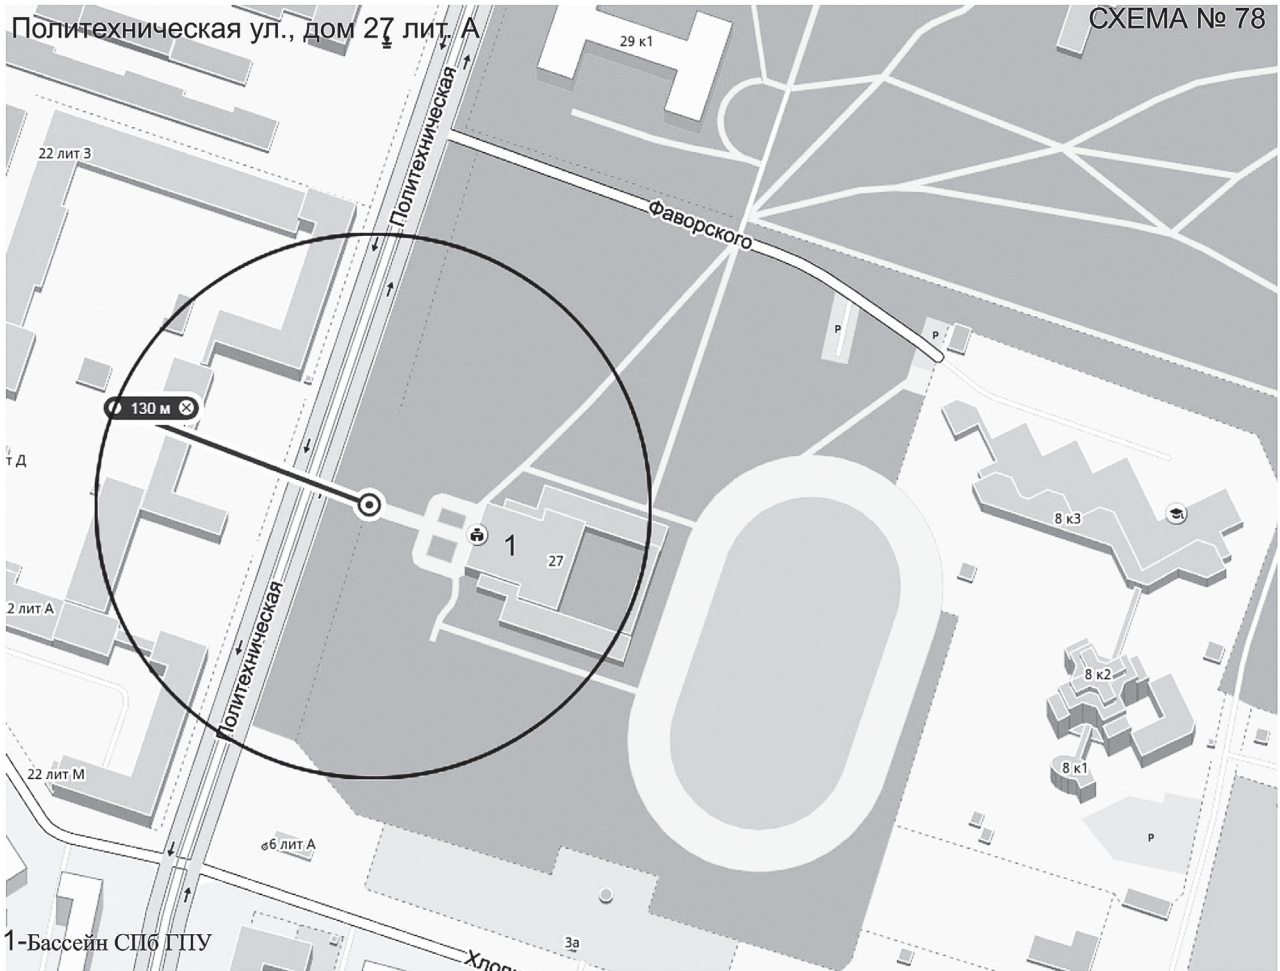 Политехническая ул., дом 27 лит. А
СХЕМА № 78
29 к1
Политехническая
22 лит З
Фаворского
P
P
130 м
т Д
8 к3
1
27
2 лит А
Политехническая
8 к2
22 лит М
8 к1
6 лит А
P
3а
1-Бассейн СПб ГПУ